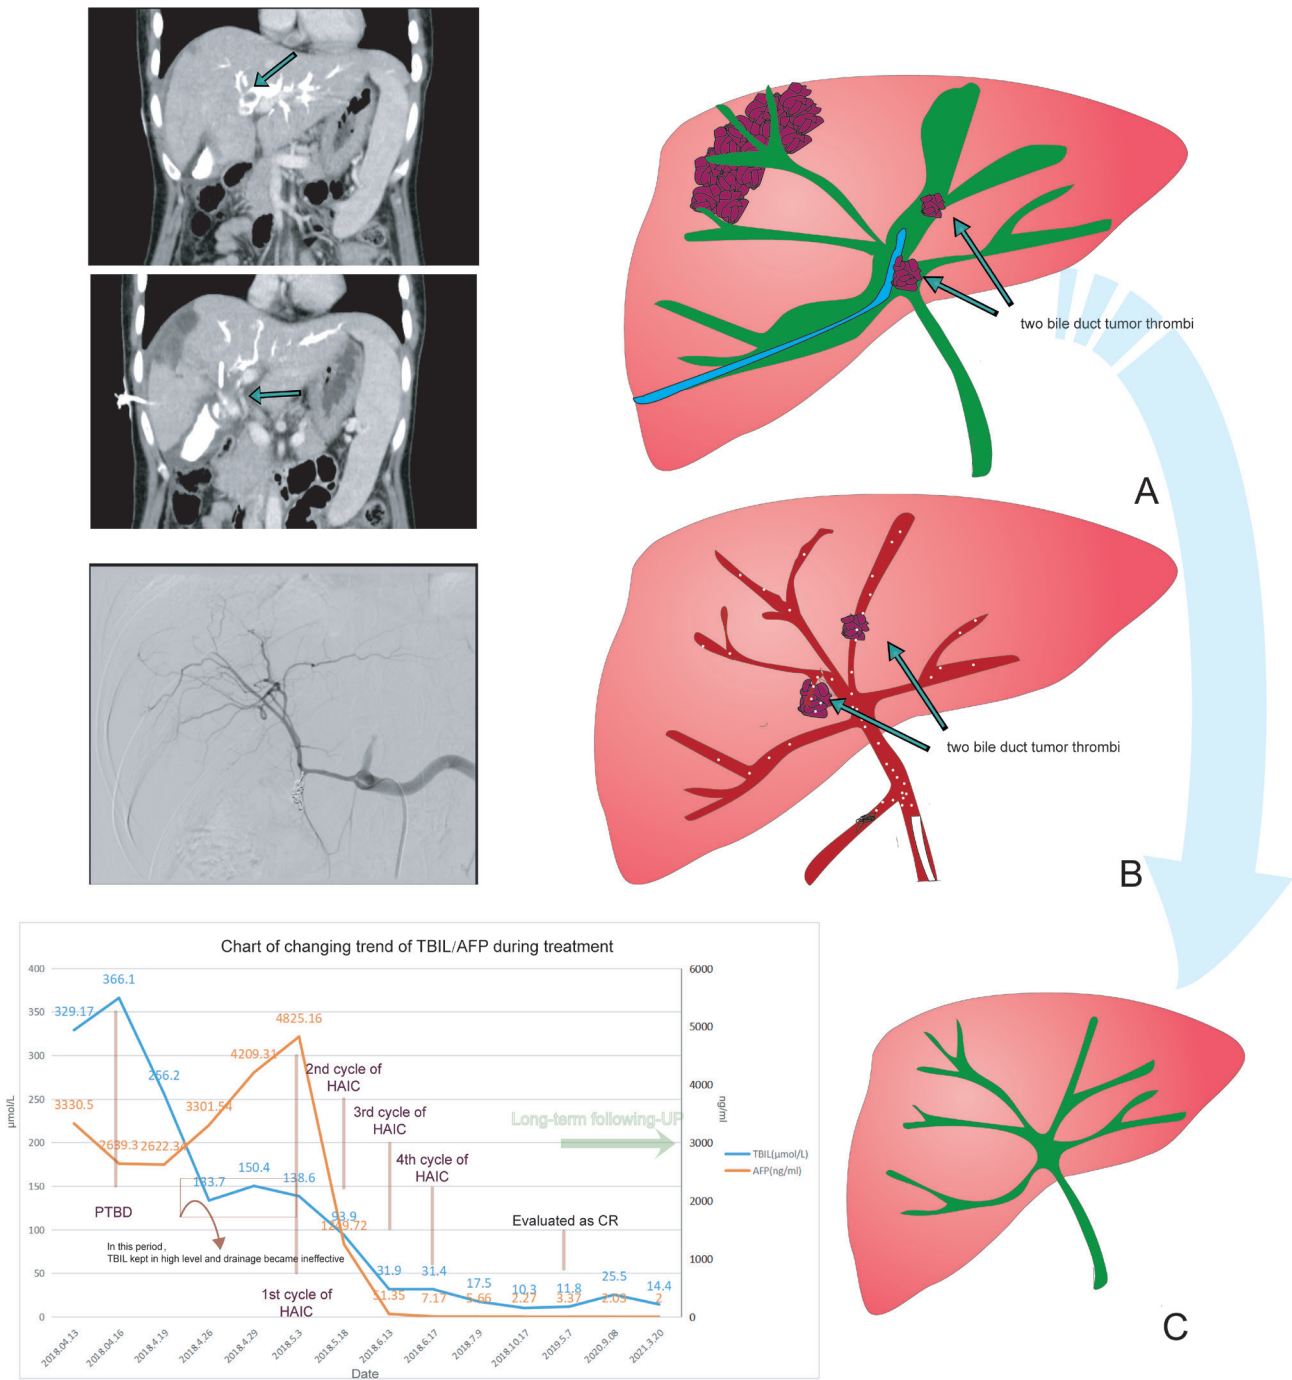 two bile duct tumor thrombi
A
two bile duct tumor thrombi
B
C
Chart of changing trend of TBIL/AFP during treatment
400
350
300
250
200
150
100
50
0
μmol/L
6000
5000
4000
3000
2000
1000
0
ng/ml
329.17
366.1
256.2
133.7
150.4
138.6
93.9
31.9
31.4
17.5
10.3
11.8
25.5
14.4
3330.5
2639.3
2622.34
3301.54
4209.31
4825.16
1249.72
51.35
7.17
5.66
2.27
3.37
2.03
2
PTBD
In this period,
TBIL kept in high level and drainage became ineffective
1st cycle of
HAIC
2nd cycle of
HAIC
3rd cycle of
HAIC
4th cycle of
HAIC
Long-term following-UP
Evaluated as CR
TBIL(μmol/L)
AFP(ng/ml)
2018.04.13
2018.04.16
2018.4.19
2018.4.26
2018.4.29
2018.5.3
2018.5.18
2018.6.13
2018.6.17
2018.7.9
2018.10.17
2019.5.7
2020.9.08
2021.3.20
Date